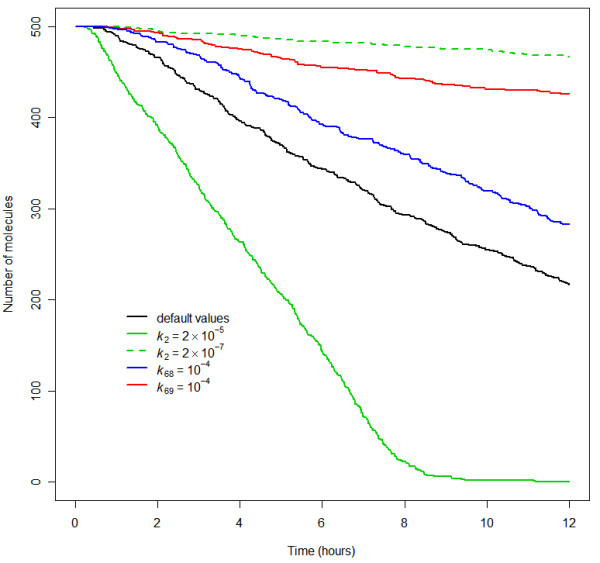 Number of molecules
500
400
300
200
100
0
default values
k₂ = 2 × 10⁻⁵
k₂ = 2 × 10⁻⁷
k₆₈ = 10⁻⁴
k₆₉ = 10⁻⁴
0 2 4 6 8 10 12
Time (hours)